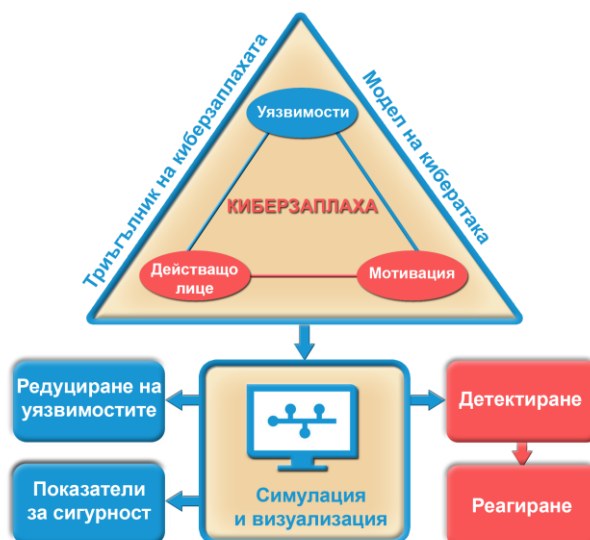 Триъгълник на киберзаплахата
Модел на кибератака
Уязвимости
КИБЕРЗАПЛАХА
Действащо
лице
Мотивация
Редуциране на
уязвимостите
Детектиране
Показатели
за сигурност
Симулация
и визуализация
Реагиране